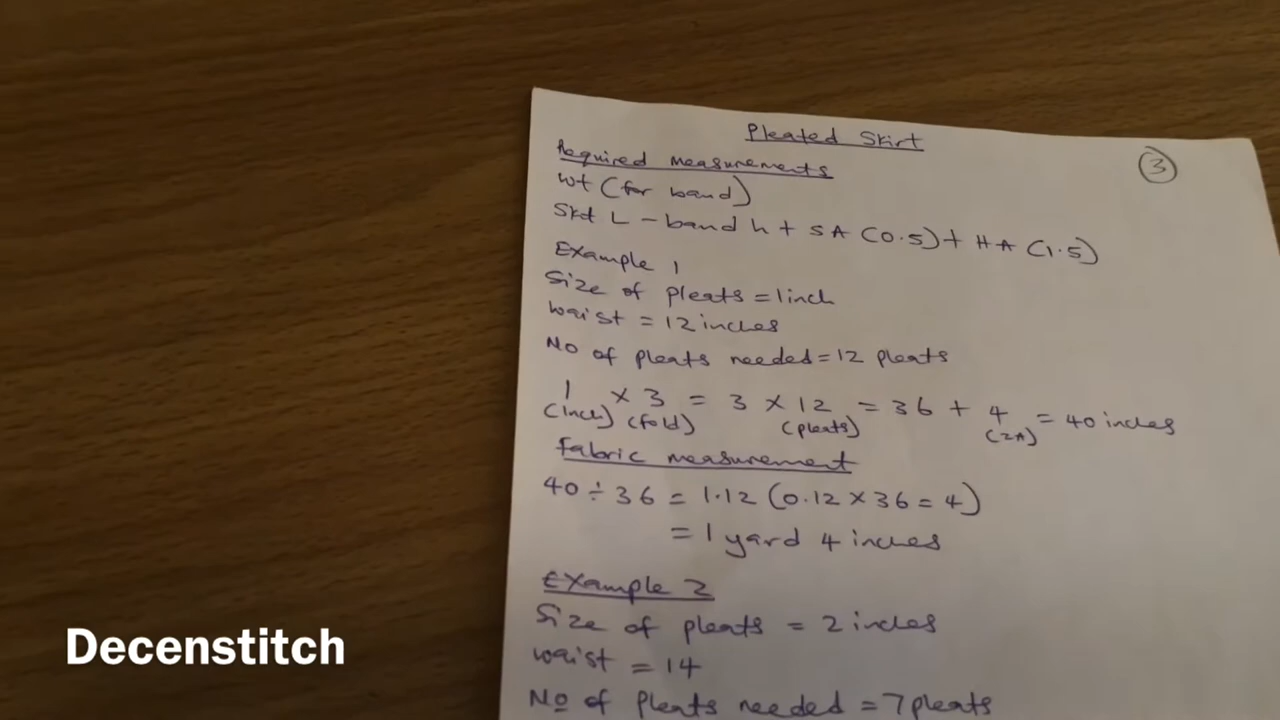 Pleated Skirt
3
Required measurements
Wt (for band)
Skt L - band h + SA (0.5) + HA (1.5)
Example 1
Size of pleats = 1inch
waist = 12 inches
No of pleats needed = 12 pleats
1 × 3 = 3 × 12 = 36 + 4 = 40 inches
(inch) (fold) (pleats) (ZA)
Fabric measurement
40 ÷ 36 = 1.12 (0.12 × 36 = 4)
= 1 yard 4 inches
Example 2
Size of pleats = 2 inches
waist = 14
No of pleats needed = 7 pleats
Decenstitch